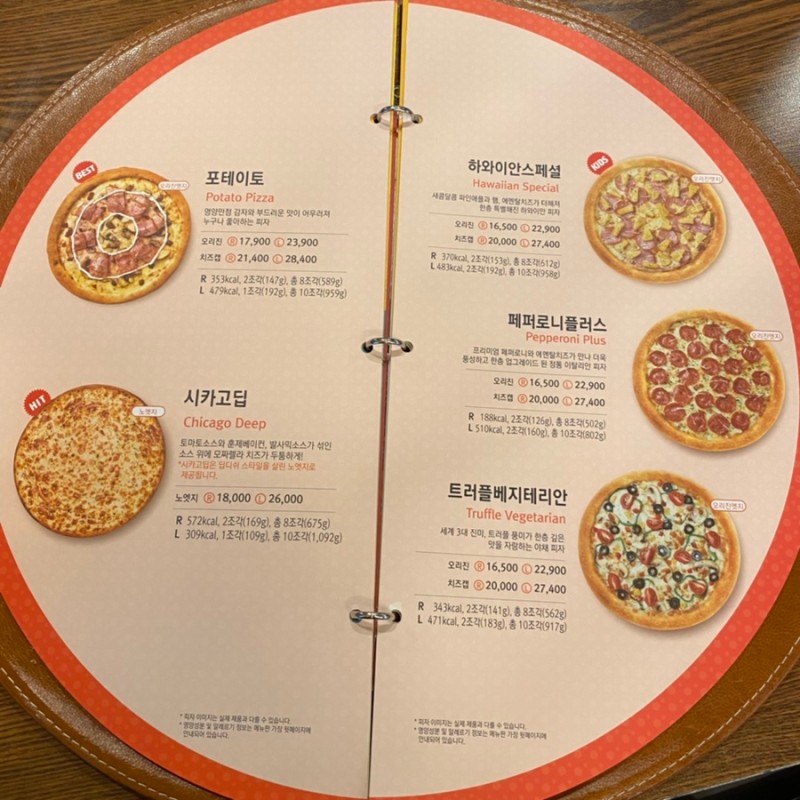 BEST
오리진엣지
포테이토
Potato Pizza
영양만점 감자와 부드러운 맛이 어우러져
누구나 좋아하는 피자
오리진 R 17,900 L 23,900
치즈캡 R 21,400 L 28,400
R 353kcal, 2조각(147g), 총 8조각(589g)
L 479kcal, 1조각(192g), 총 10조각(959g)
HIT
노엣지
시카고딥
Chicago Deep
토마토소스와 훈제베이컨, 발사믹소스가 섞인
소스 위에 모짜렐라 치즈가 두툼하게!
*시카고딥은 딥디쉬 스타일을 살린 노엣지로
제공됩니다.
노엣지 R 18,000 L 26,000
R 572kcal, 2조각(169g), 총 8조각(675g)
L 309kcal, 1조각(109g), 총 10조각(1,092g)
* 피자 이미지는 실제 제품과 다를 수 있습니다.
* 영양성분 및 알레르기 정보는 메뉴판 가장 뒷페이지에
안내되어 있습니다.
하와이안스페셜
Hawaiian Special
KIDS
오리진엣지
새콤달콤 파인애플과 햄, 에멘탈치즈가 더해져
한층 특별해진 하와이안 피자
오리진 R 16,500 L 22,900
치즈캡 R 20,000 L 27,400
R 370kcal, 2조각(153g), 총 8조각(612g)
L 483kcal, 2조각(192g), 총 10조각(958g)
페퍼로니플러스
Pepperoni Plus
오리진엣지
프리미엄 페퍼로니와 에멘탈치즈가 만나 더욱
풍성하고 한층 업그레이드 된 정통 이탈리안 피자
오리진 R 16,500 L 22,900
치즈캡 R 20,000 L 27,400
R 188kcal, 2조각(126g), 총 8조각(502g)
L 510kcal, 2조각(160g), 총 10조각(802g)
트러플베지테리안
Truffle Vegetarian
오리진엣지
세계 3대 진미, 트러플 풍미가 한층 깊은
맛을 자랑하는 야채 피자
오리진 R 16,500 L 22,900
치즈캡 R 20,000 L 27,400
R 343kcal, 2조각(141g), 총 8조각(562g)
L 471kcal, 2조각(183g), 총 10조각(917g)
* 피자 이미지는 실제 제품과 다를 수 있습니다.
* 영양성분 및 알레르기 정보는 메뉴판 가장 뒷페이지에
안내되어 있습니다.